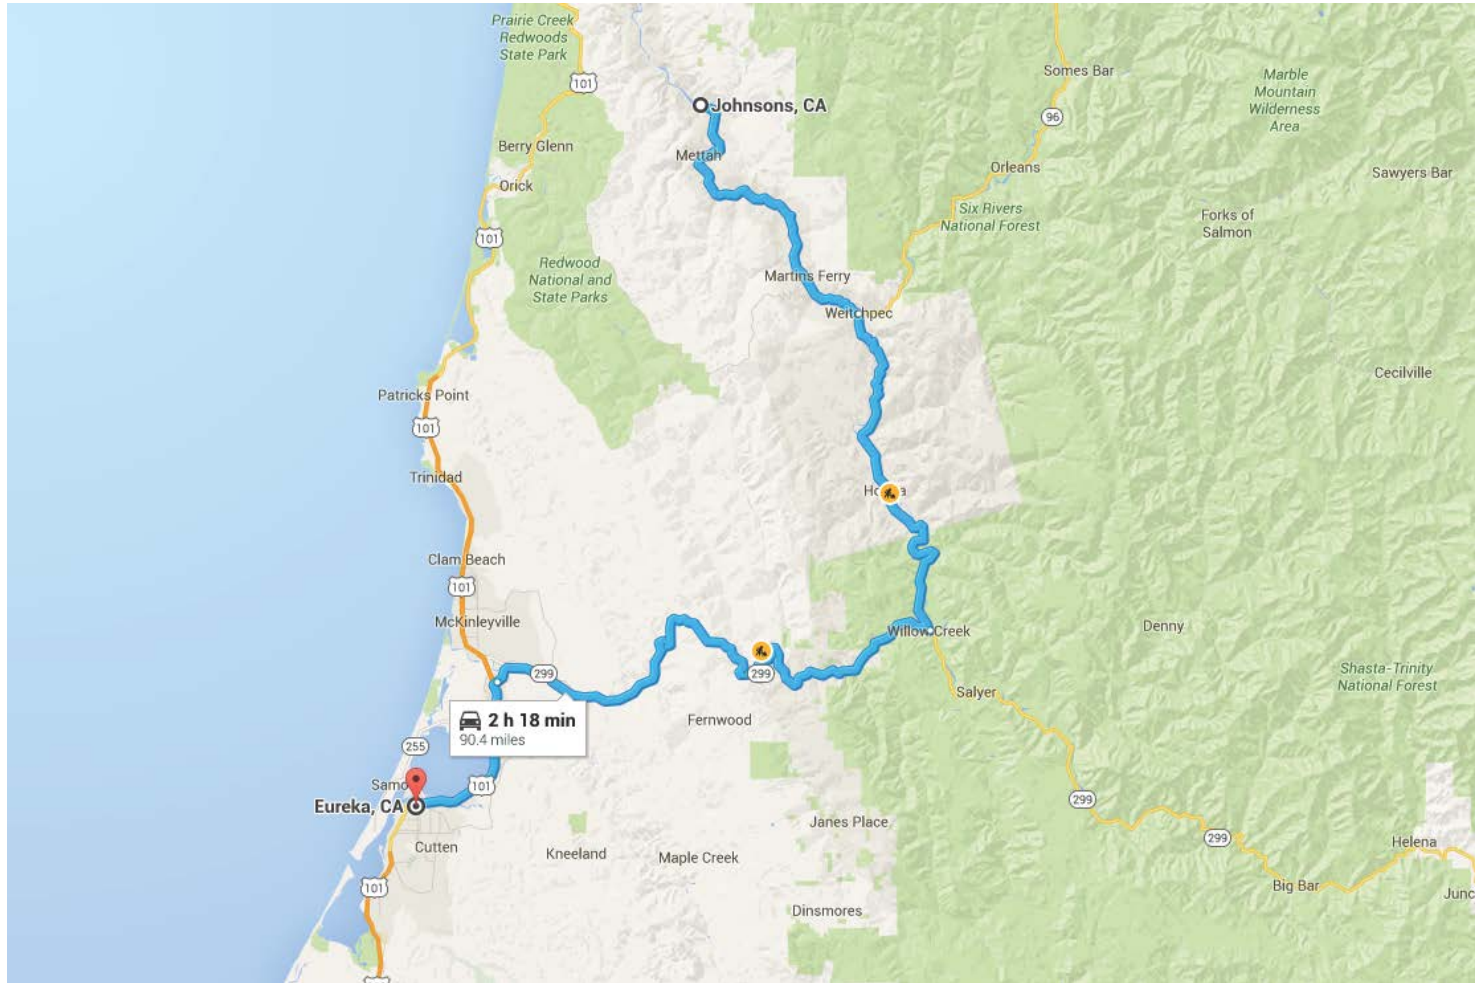 Prairie Creek
Redwoods
State Park
101
Johnsons, CA
Somes Bar
Marble
Mountain
Wilderness
Area
96
Berry Glenn
Mettah
Orleans
Sawyers Bar
Orick
Six Rivers
National Forest
Forks of
Salmon
101
Redwood
National and
State Parks
Martins Ferry
Weitchpec
Cecilville
Patricks Point
101
Trinidad
Clam Beach
101
McKinleyville
Willow Creek
Denny
299
299
Shasta-Trinity
National Forest
Salyer
2 h 18 min
90.4 miles
Fernwood
255
101
Eureka, CA
299
Janes Place
299
Cutten
Kneeland
Maple Creek
Helena
101
Big Bar
Dinsmores